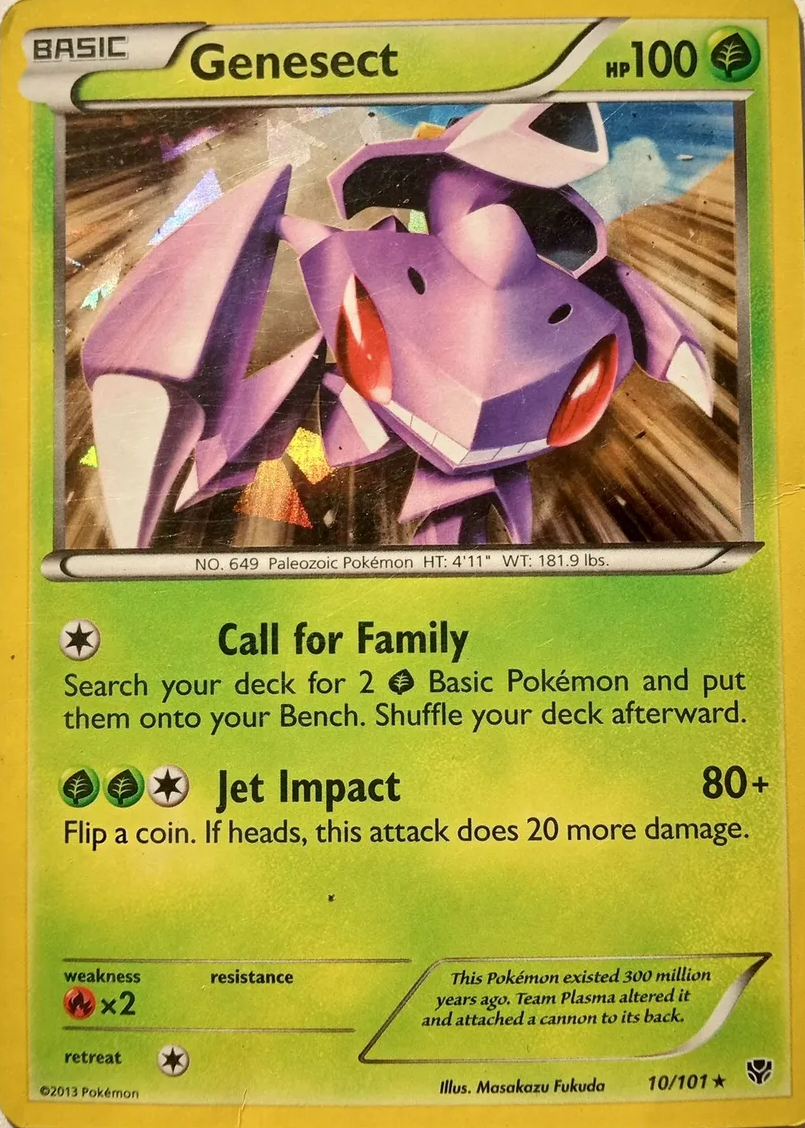 BASIC Genesect HP100
NO. 649 Paleozoic Pokémon HT: 4'11" WT: 181.9 lbs.
Call for Family
Search your deck for 2 Basic Pokémon and put
them onto your Bench. Shuffle your deck afterward.
Jet Impact 80+
Flip a coin. If heads, this attack does 20 more damage.
weakness resistance
x2
retreat
This Pokémon existed 300 million
years ago. Team Plasma altered it
and attached a cannon to its back.
©2013 Pokémon Illus. Masakazu Fukuda 10/101★